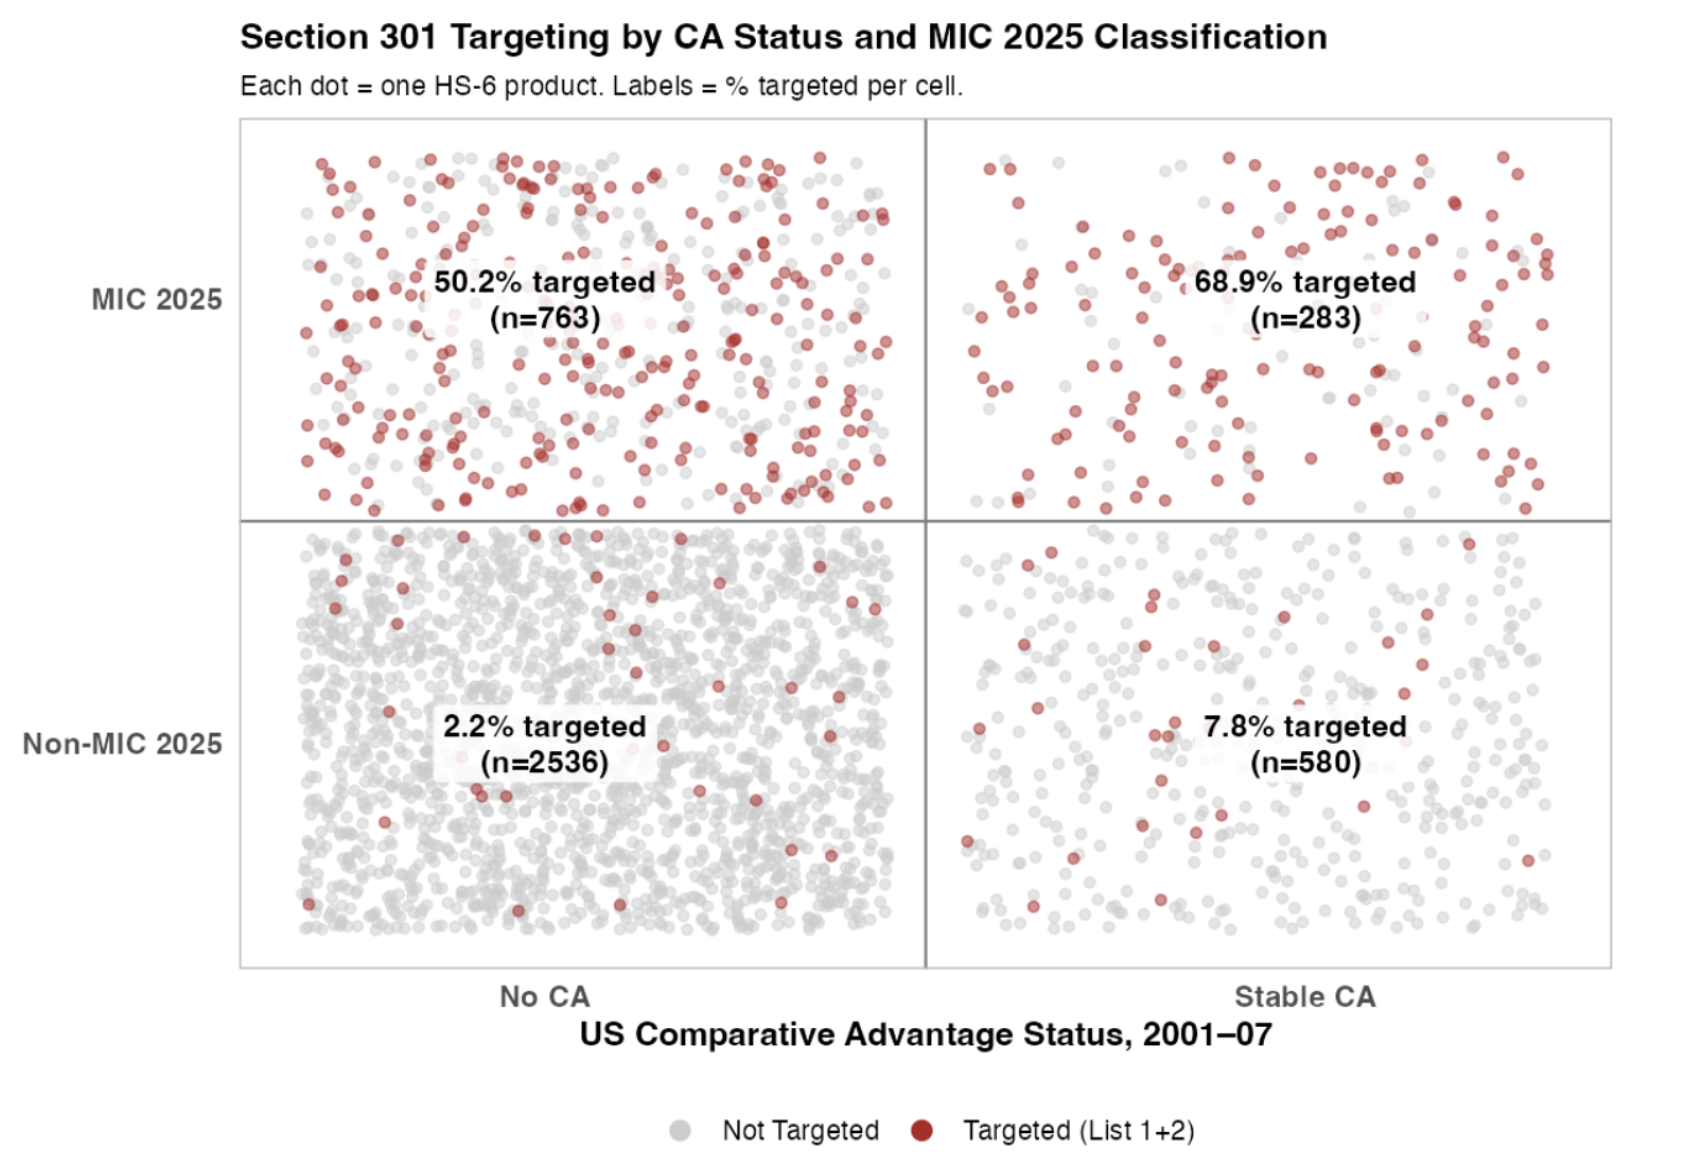 Section 301 Targeting by CA Status and MIC 2025 Classification
Each dot = one HS-6 product. Labels = % targeted per cell.
MIC 2025
50.2% targeted
(n=763)
68.9% targeted
(n=283)
Non-MIC 2025
2.2% targeted
(n=2536)
7.8% targeted
(n=580)
No CA
Stable CA
US Comparative Advantage Status, 2001–07
Not Targeted
Targeted (List 1+2)